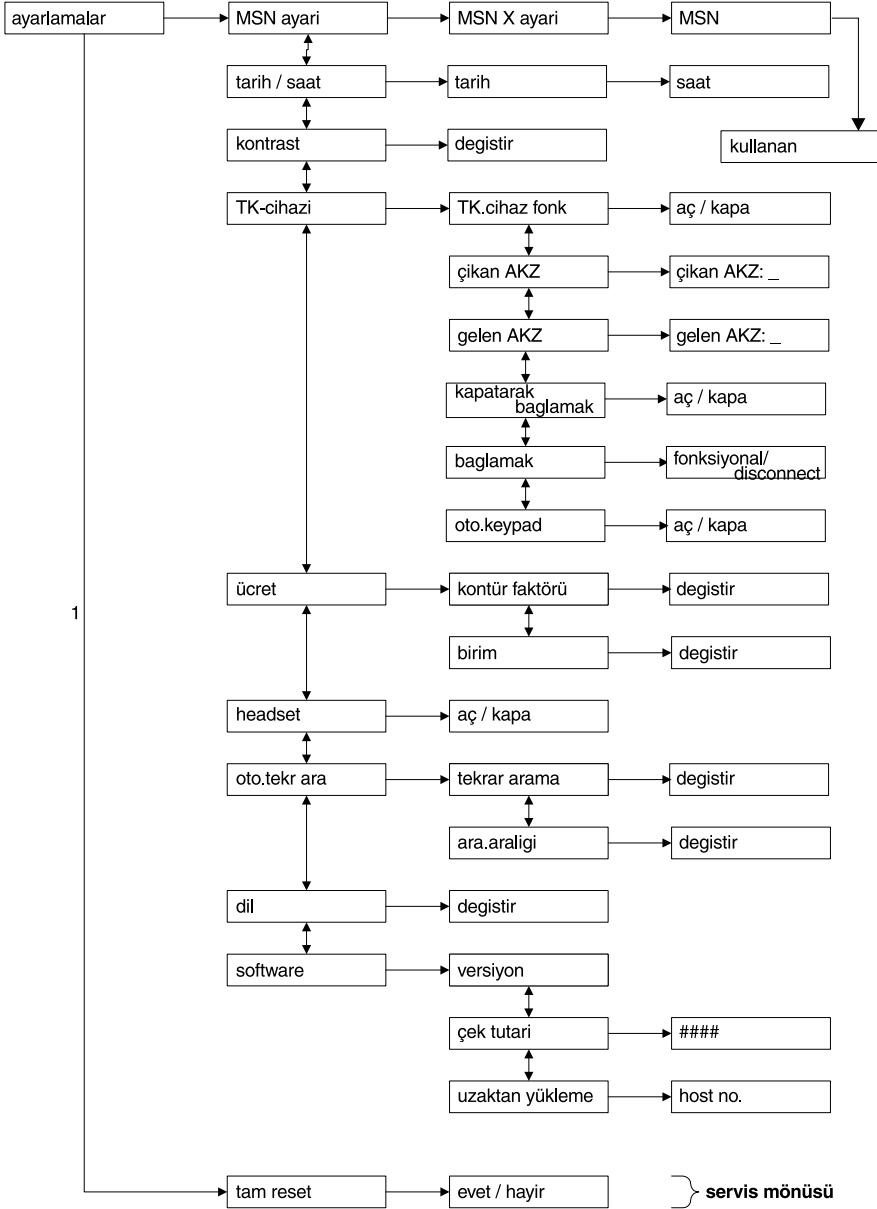 ayarlamalar
MSN ayari
MSN X ayari
MSN
tarih / saat
tarih
saat
kullanan
kontrast
degistir
TK-cihazi
TK.cihaz fonk
aç / kapa
çikan AKZ
çikan AKZ: _
gelen AKZ
gelen AKZ: _
kapatarak
baglamak
aç / kapa
baglamak
fonksiyonal/
disconnect
oto.keypad
aç / kapa
ücret
kontür faktörü
degistir
1
birim
degistir
headset
aç / kapa
oto.tekr ara
tekrar arama
degistir
ara.araligi
degistir
dil
degistir
software
versiyon
çek tutari
####
uzaktan yükleme
host no.
tam reset
evet / hayir
servis mönüsü